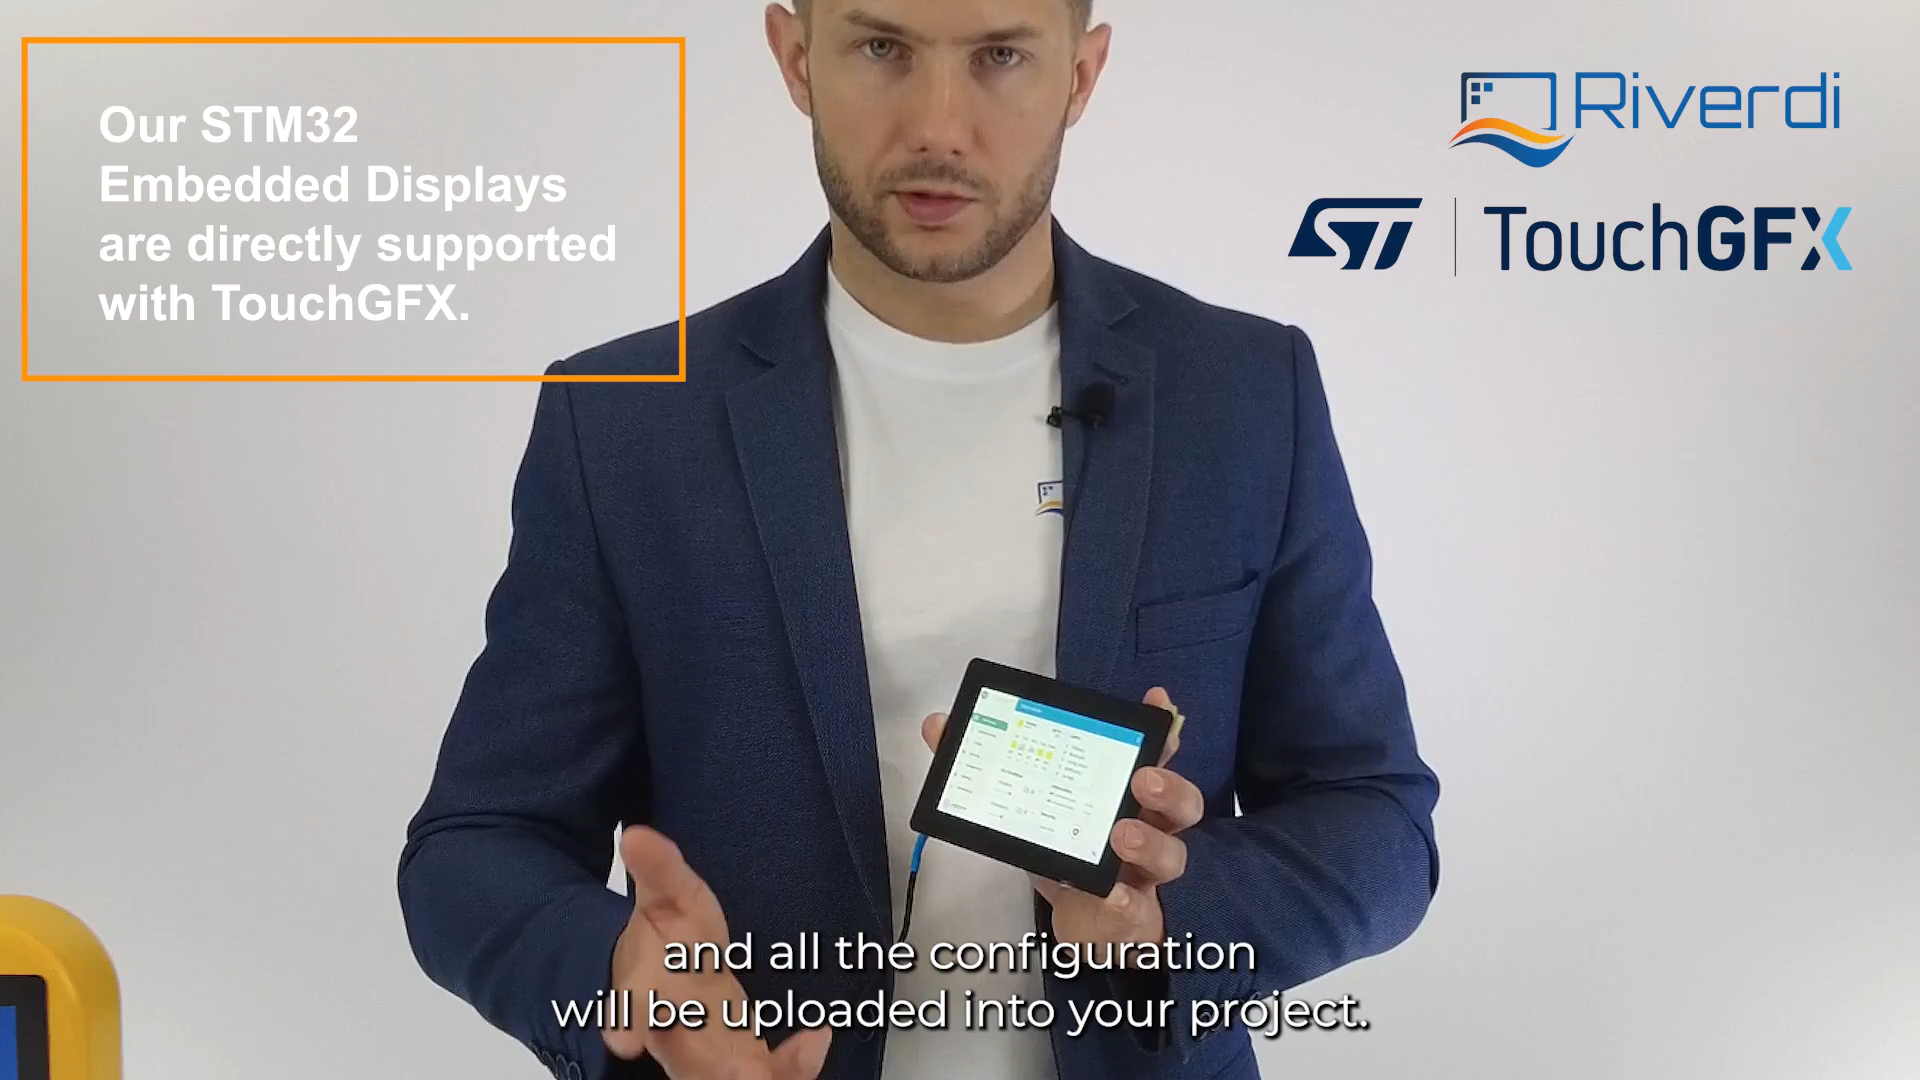 Our STM32
Embedded Displays
are directly supported
with TouchGFX.
Riverdi
ST
TouchGFX
and all the configuration
will be uploaded into your project.